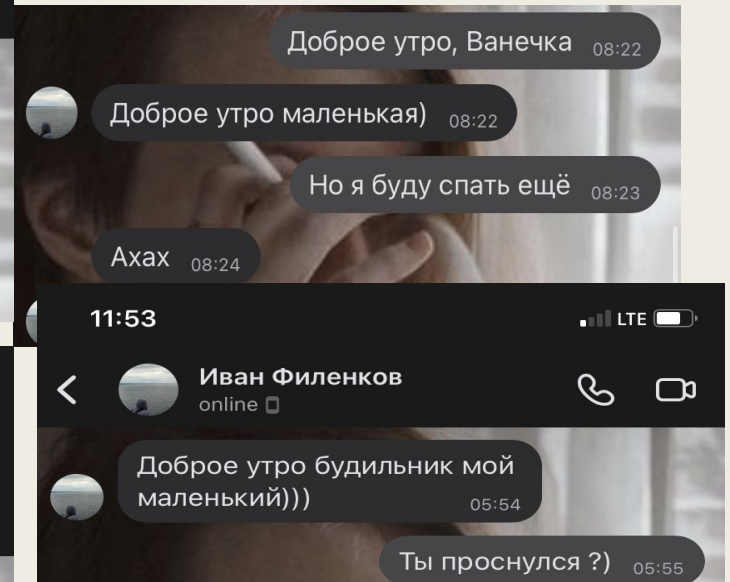 Доброе утро, Ванечка 08:22
Доброе утро маленькая) 08:22
Но я буду спать ещё 08:23
Ахах 08:24
11:53 LTE
Иван Филенков
online
Доброе утро будильник мой
маленький))) 05:54
Ты проснулся ?) 05:55